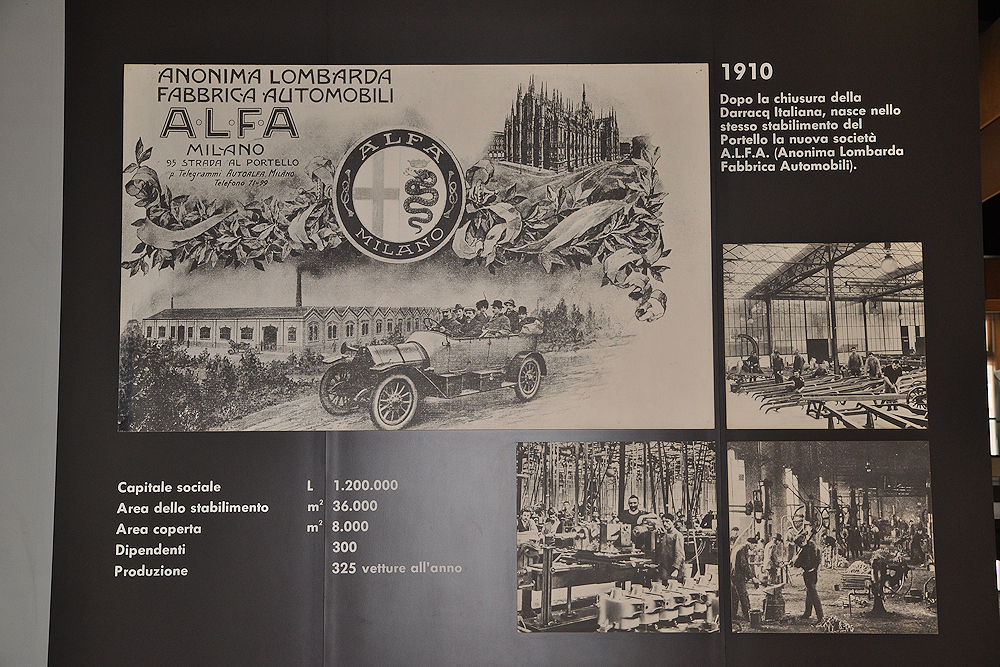 ANONIMA LOMBARDA
FABBRICA AUTOMOBILI
A·L·F·A
MILANO
95 STRADA AL PORTELLO
p Telegrammi AUTOALFA. MILANO
Telefono 71-99
ALFA
MILANO
1910
Dopo la chiusura della
Darracq Italiana, nasce nello
stesso stabilimento del
Portello la nuova società
A.L.F.A. (Anonima Lombarda
Fabbrica Automobili).
Capitale sociale L 1.200.000
Area dello stabilimento m² 36.000
Area coperta m² 8.000
Dipendenti 300
Produzione 325 vetture all'anno